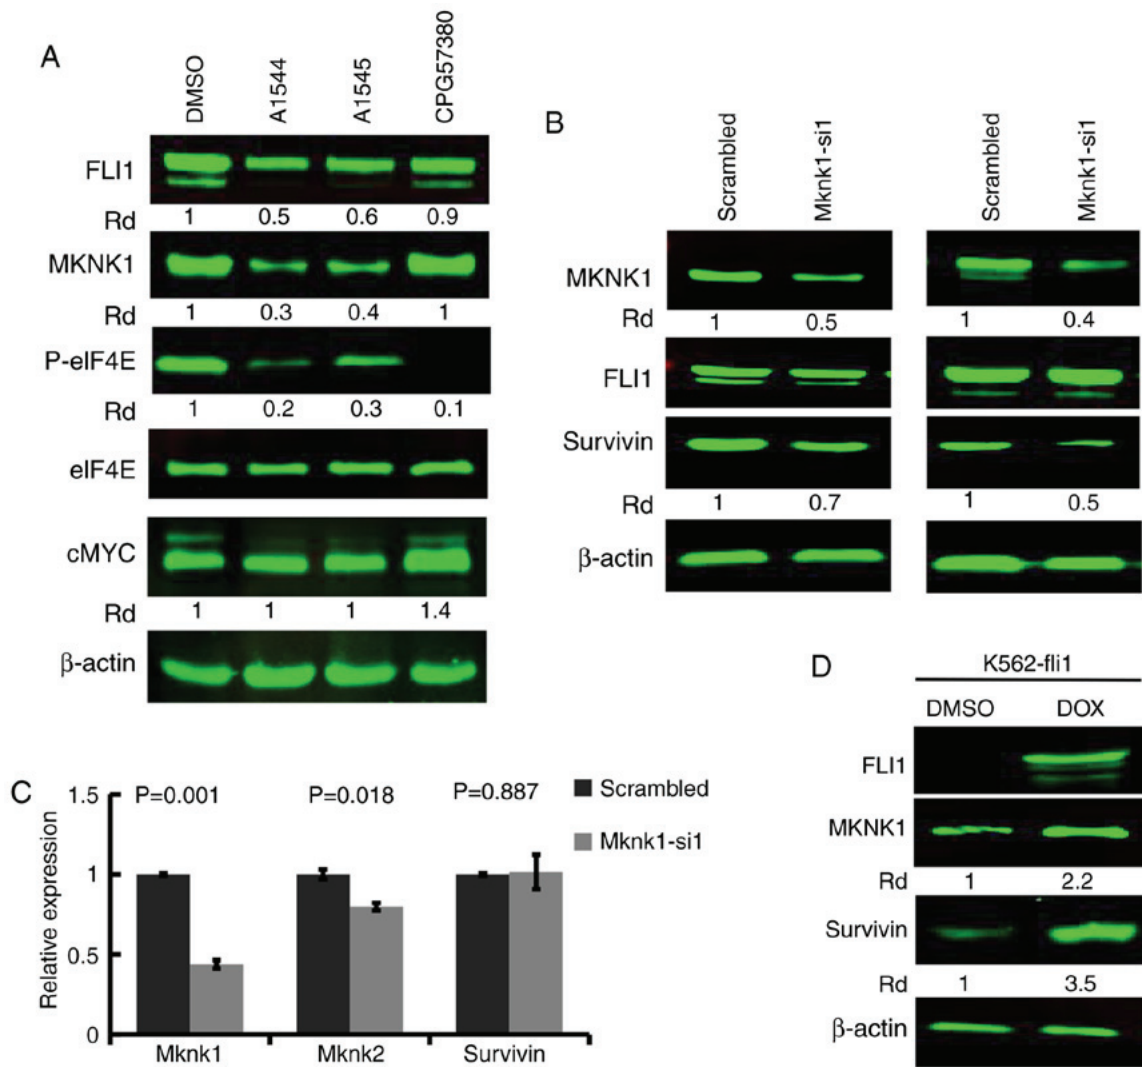 A
DMSO
A1544
A1545
CPG57380
FLI1
Rd 1 0.5 0.6 0.9
MKNK1
Rd 1 0.3 0.4 1
P-eIF4E
Rd 1 0.2 0.3 0.1
eIF4E
cMYC
Rd 1 1 1 1.4
β-actin
B
Scrambled
Mknk1-si1
Scrambled
Mknk1-si1
MKNK1
Rd 1 0.5 1 0.4
FLI1
Survivin
Rd 1 0.7 1 0.5
β-actin
C
1.5
1
0.5
0
Relative expression
P=0.001 P=0.018 P=0.887
Scrambled
Mknk1-si1
Mknk1 Mknk2 Survivin
D
K562-fli1
DMSO DOX
FLI1
MKNK1
Rd 1 2.2
Survivin
Rd 1 3.5
β-actin